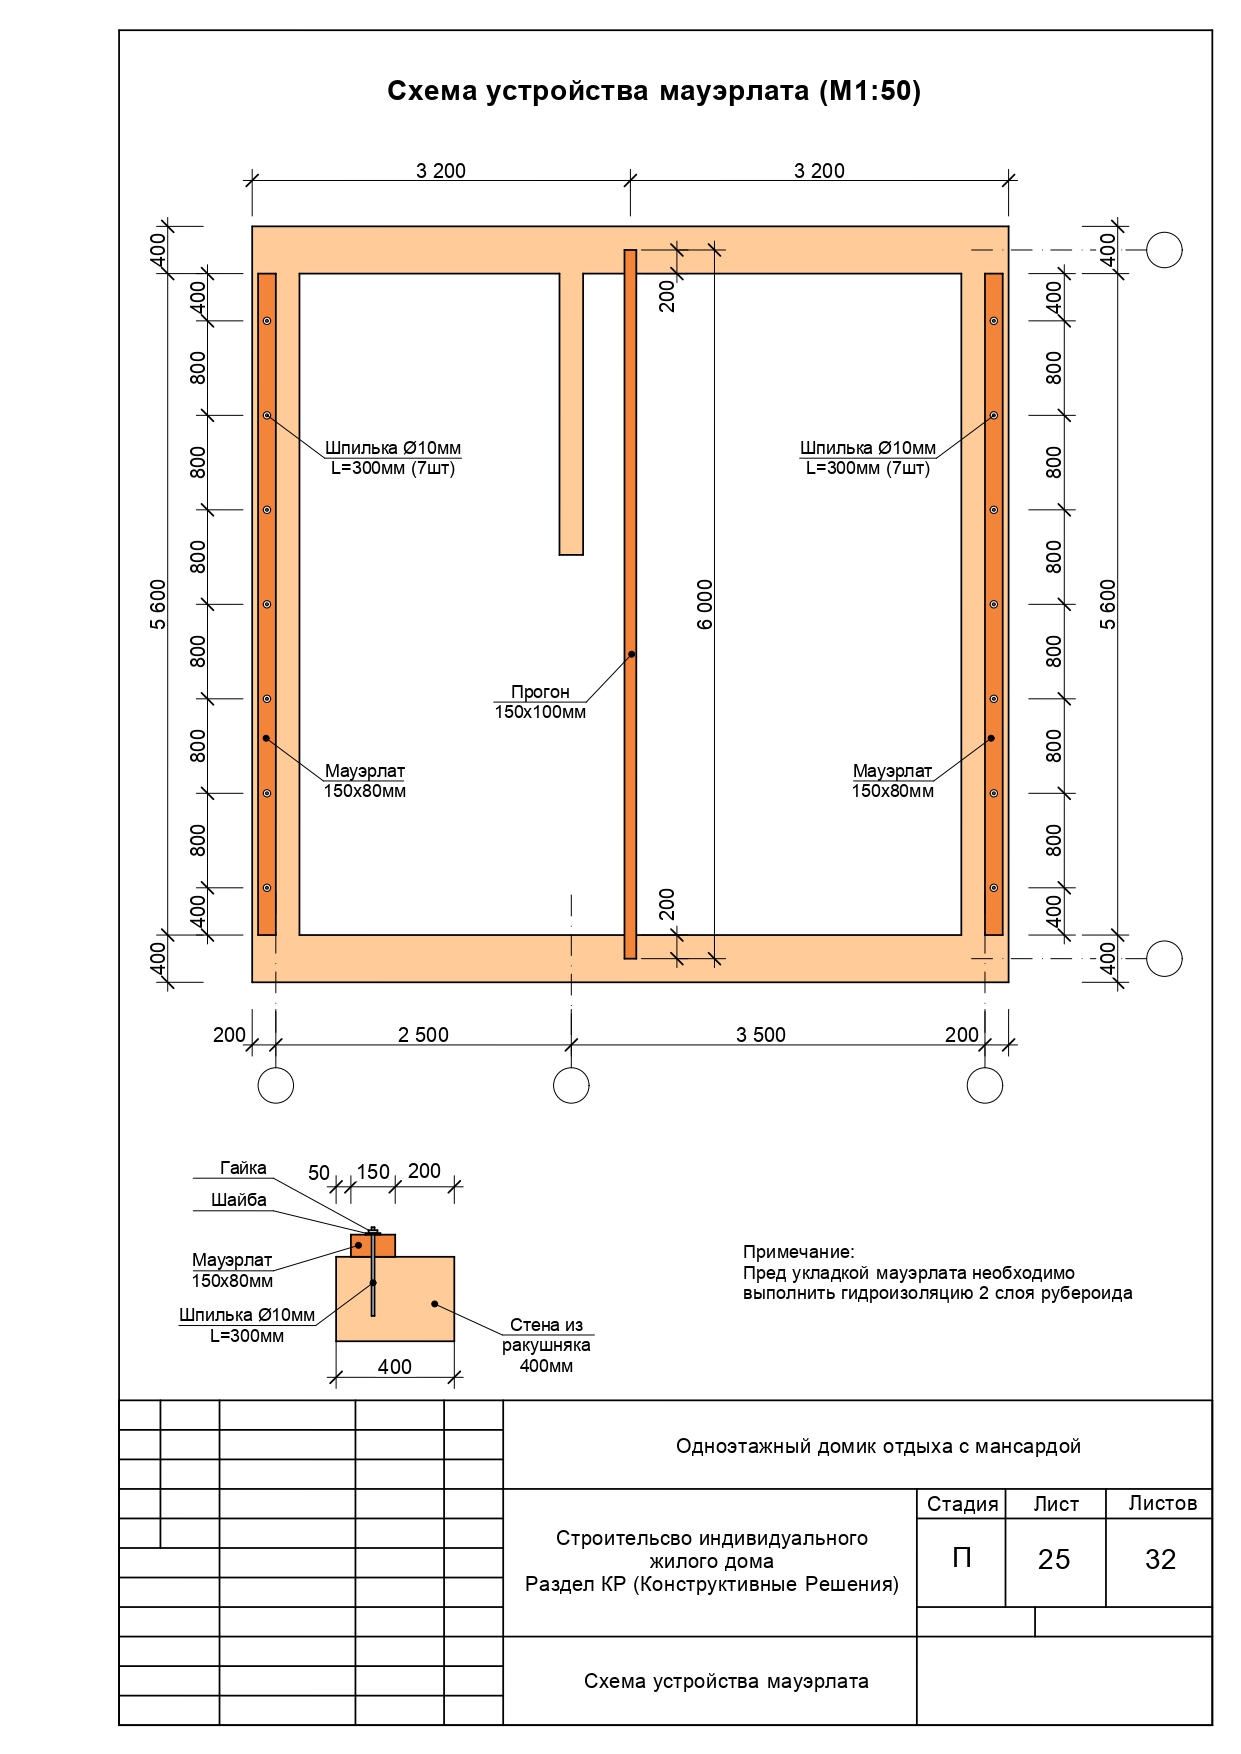 Схема устройства мауэрлата (М1:50)
3 200
3 200
400
400
400
400
200
800
800
800
800
Шпилька Ø10мм
L=300мм (7шт)
Шпилька Ø10мм
L=300мм (7шт)
800
800
5 600
6 000
5 600
800
800
Прогон
150х100мм
800
800
Мауэрлат
150х80мм
Мауэрлат
150х80мм
800
800
400
200
400
400
400
200
2 500
3 500
200
Гайка
50
150
200
Шайба
Мауэрлат
150х80мм
Шпилька Ø10мм
L=300мм
Стена из
ракушняка
400мм
400
Примечание:
Пред укладкой мауэрлата необходимо
выполнить гидроизоляцию 2 слоя рубероида
Одноэтажный домик отдыха с мансардой
Строительсво индивидуального
жилого дома
Раздел КР (Конструктивные Решения)
Стадия
Лист
Листов
П
25
32
Схема устройства мауэрлата